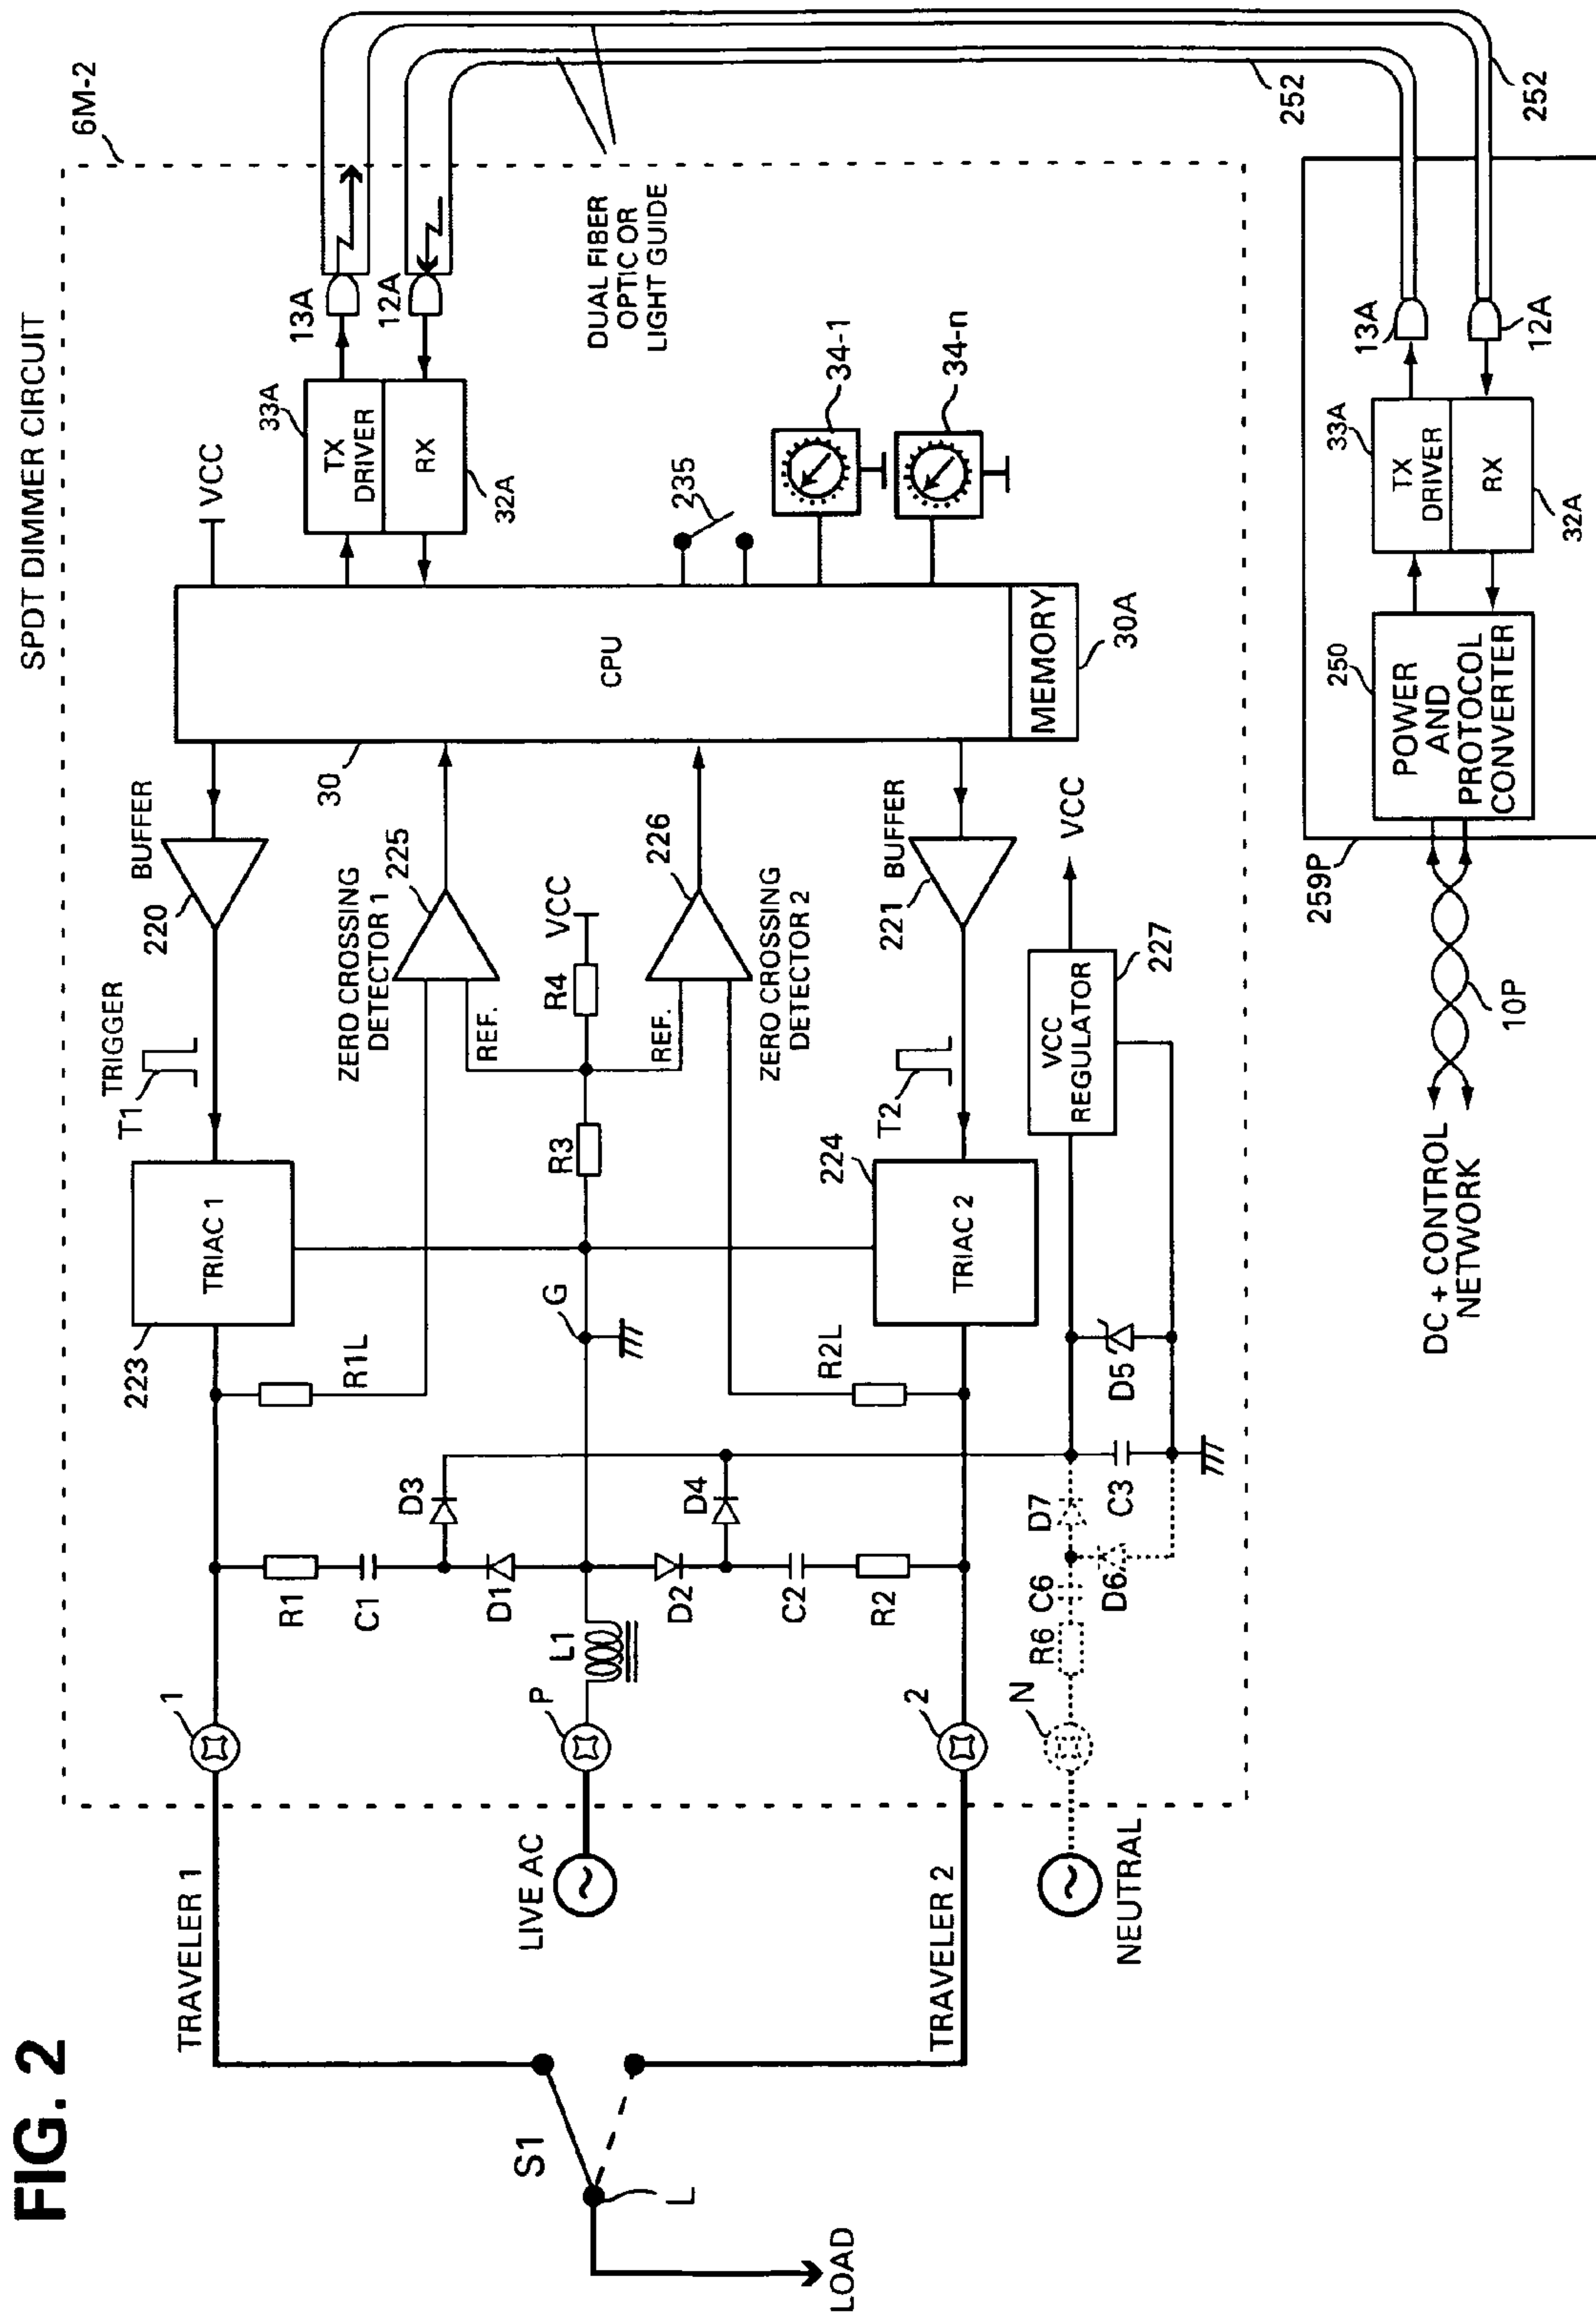 FIG. 2
SPDT DIMMER CIRCUIT
6M-2
TRAVELER 1
1
R1
C1
D1
D3
R1L
223
TRIAC 1
T1
TRIGGER
220
BUFFER
30
CPU
VCC
33A
TX
DRIVER
RX
32A
13A
12A
252
252
DUAL FIBER
OPTIC OR
LIGHT GUIDE
ZERO CROSSING
DETECTOR 1
225
REF.
S1
L
LOAD
LIVE AC
P
L1
G
R3
R4
VCC
REF.
226
ZERO CROSSING
DETECTOR 2
235
34-1
34-n
D2
D4
C2
R2
R2L
TRAVELER 2
2
224
TRIAC 2
T2
221
BUFFER
MEMORY
30A
NEUTRAL
N
R6
C6
D7
D6
C3
D5
VCC
REGULATOR
227
VCC
259P
250
POWER
AND
PROTOCOL
CONVERTER
33A
TX
DRIVER
RX
32A
13A
12A
DC + CONTROL
NETWORK
10P